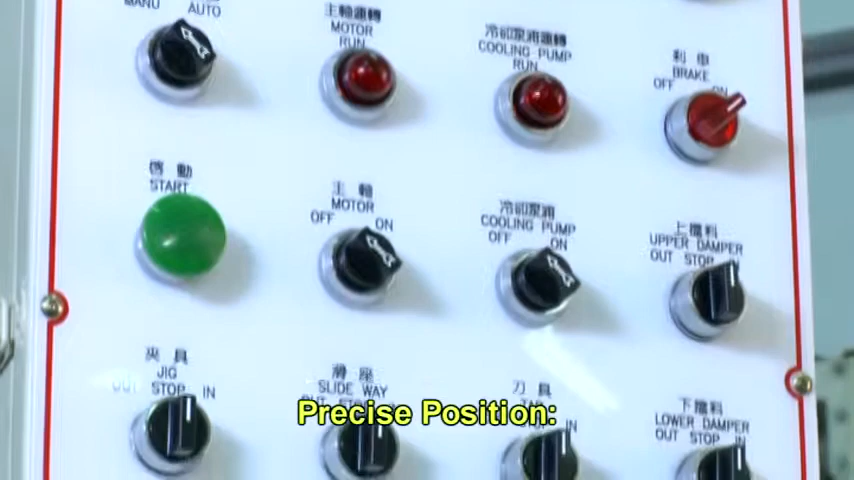 MANU AUTO
主軸運轉
MOTOR
RUN
冷卻泵浦運轉
COOLING PUMP
RUN
剎車
BRAKE
OFF ON
啓動
START
主軸
MOTOR
OFF ON
冷卻泵浦
COOLING PUMP
OFF ON
上擋料
UPPER DAMPER
OUT STOP IN
夾具
JIG
OUT STOP IN
滑座
SLIDE WAY
刀具
下擋料
LOWER DAMPER
OUT STOP IN
Precise Position: